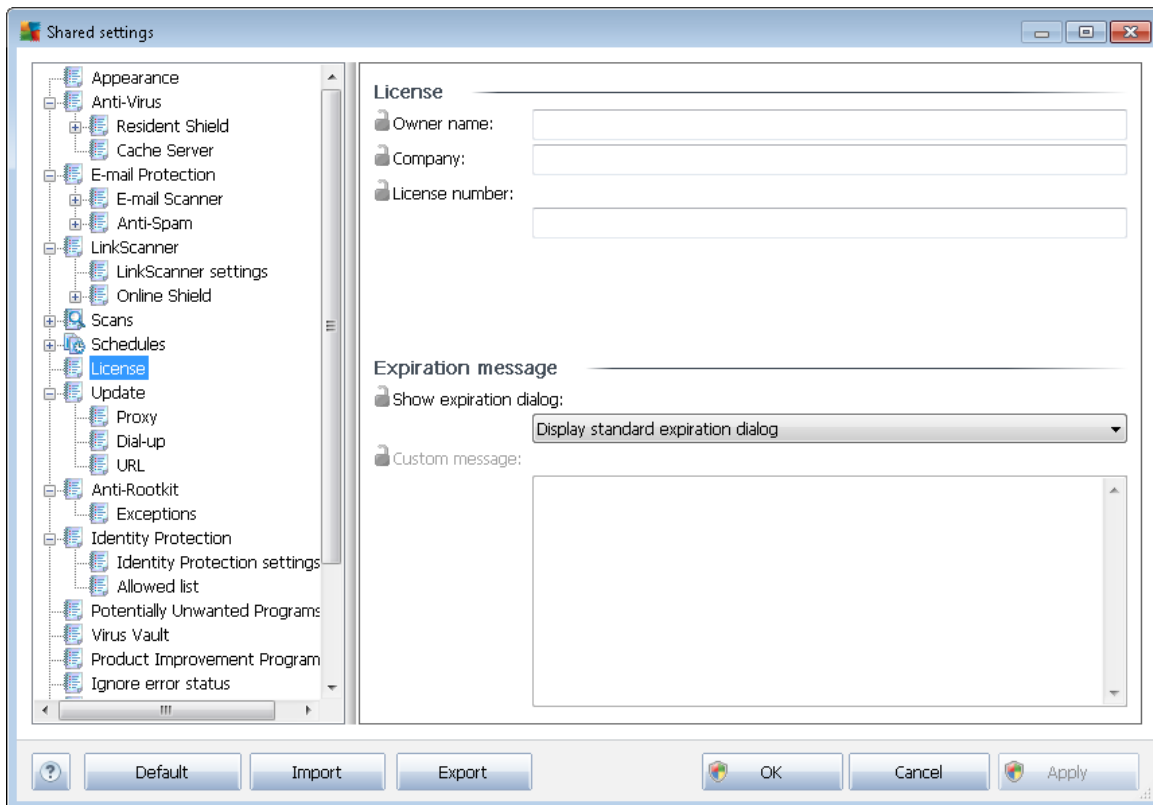 Shared settings
Appearance
Anti-Virus
Resident Shield
Cache Server
E-mail Protection
E-mail Scanner
Anti-Spam
LinkScanner
LinkScanner settings
Online Shield
Scans
Schedules
License
Update
Proxy
Dial-up
URL
Anti-Rootkit
Exceptions
Identity Protection
Identity Protection settings
Allowed list
Potentially Unwanted Programs
Virus Vault
Product Improvement Program
Ignore error status
License
Owner name:
Company:
License number:
Expiration message
Show expiration dialog:
Display standard expiration dialog
Custom message:
?
Default
Import
Export
OK
Cancel
Apply